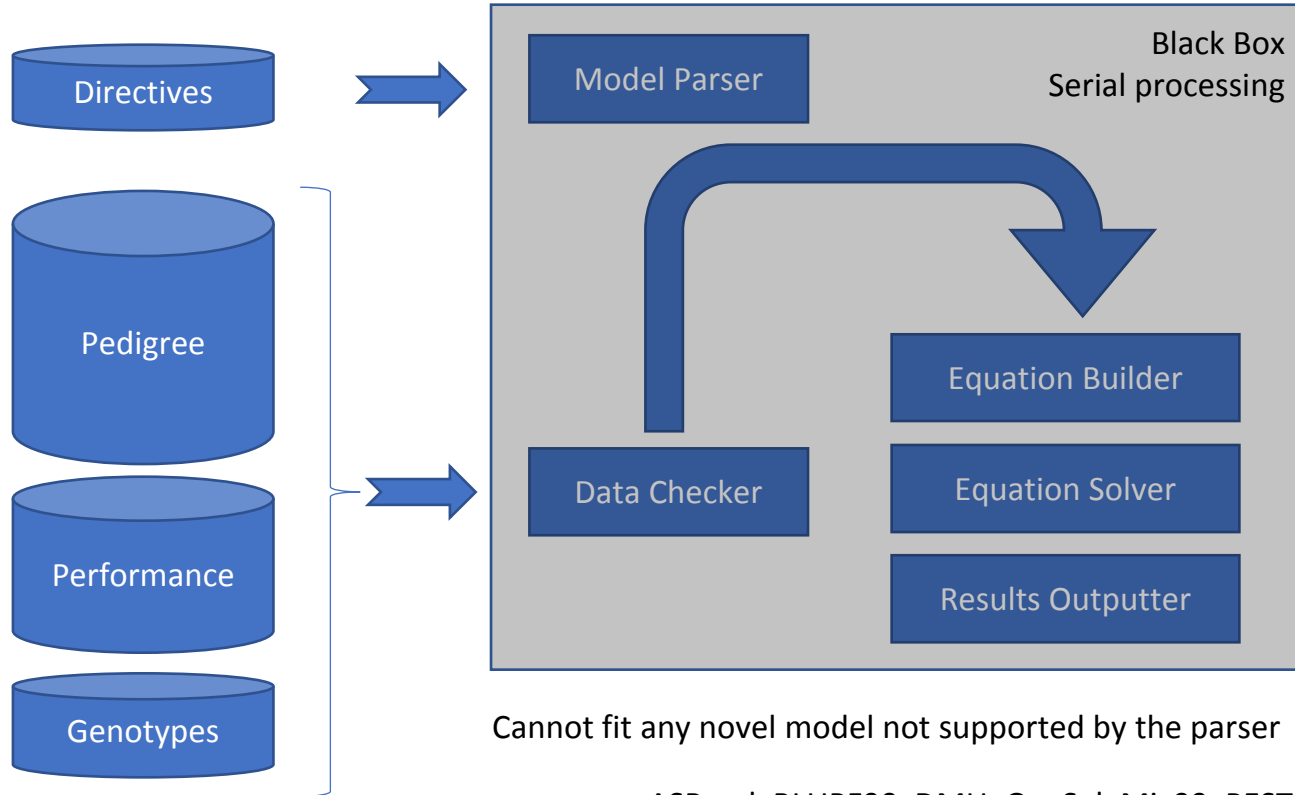 Directives
Pedigree
Performance
Genotypes
Black Box
Serial processing
Model Parser
Data Checker
Equation Builder
Equation Solver
Results Outputter
Cannot fit any novel model not supported by the parser